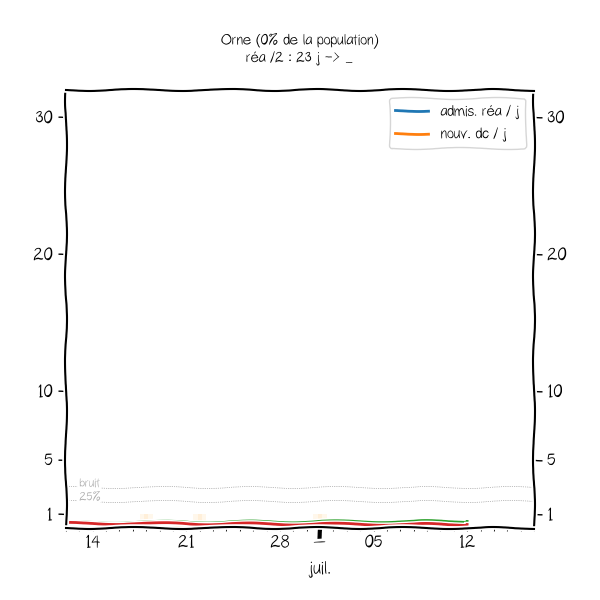 Orne (0% de la population)
réa /2 : 23 j -> _
admis. réa / j
nouv. dc / j
30 30
20 20
10 10
5 5
bruit
25%
1 1
14 21 28 _ 05 12
juil.